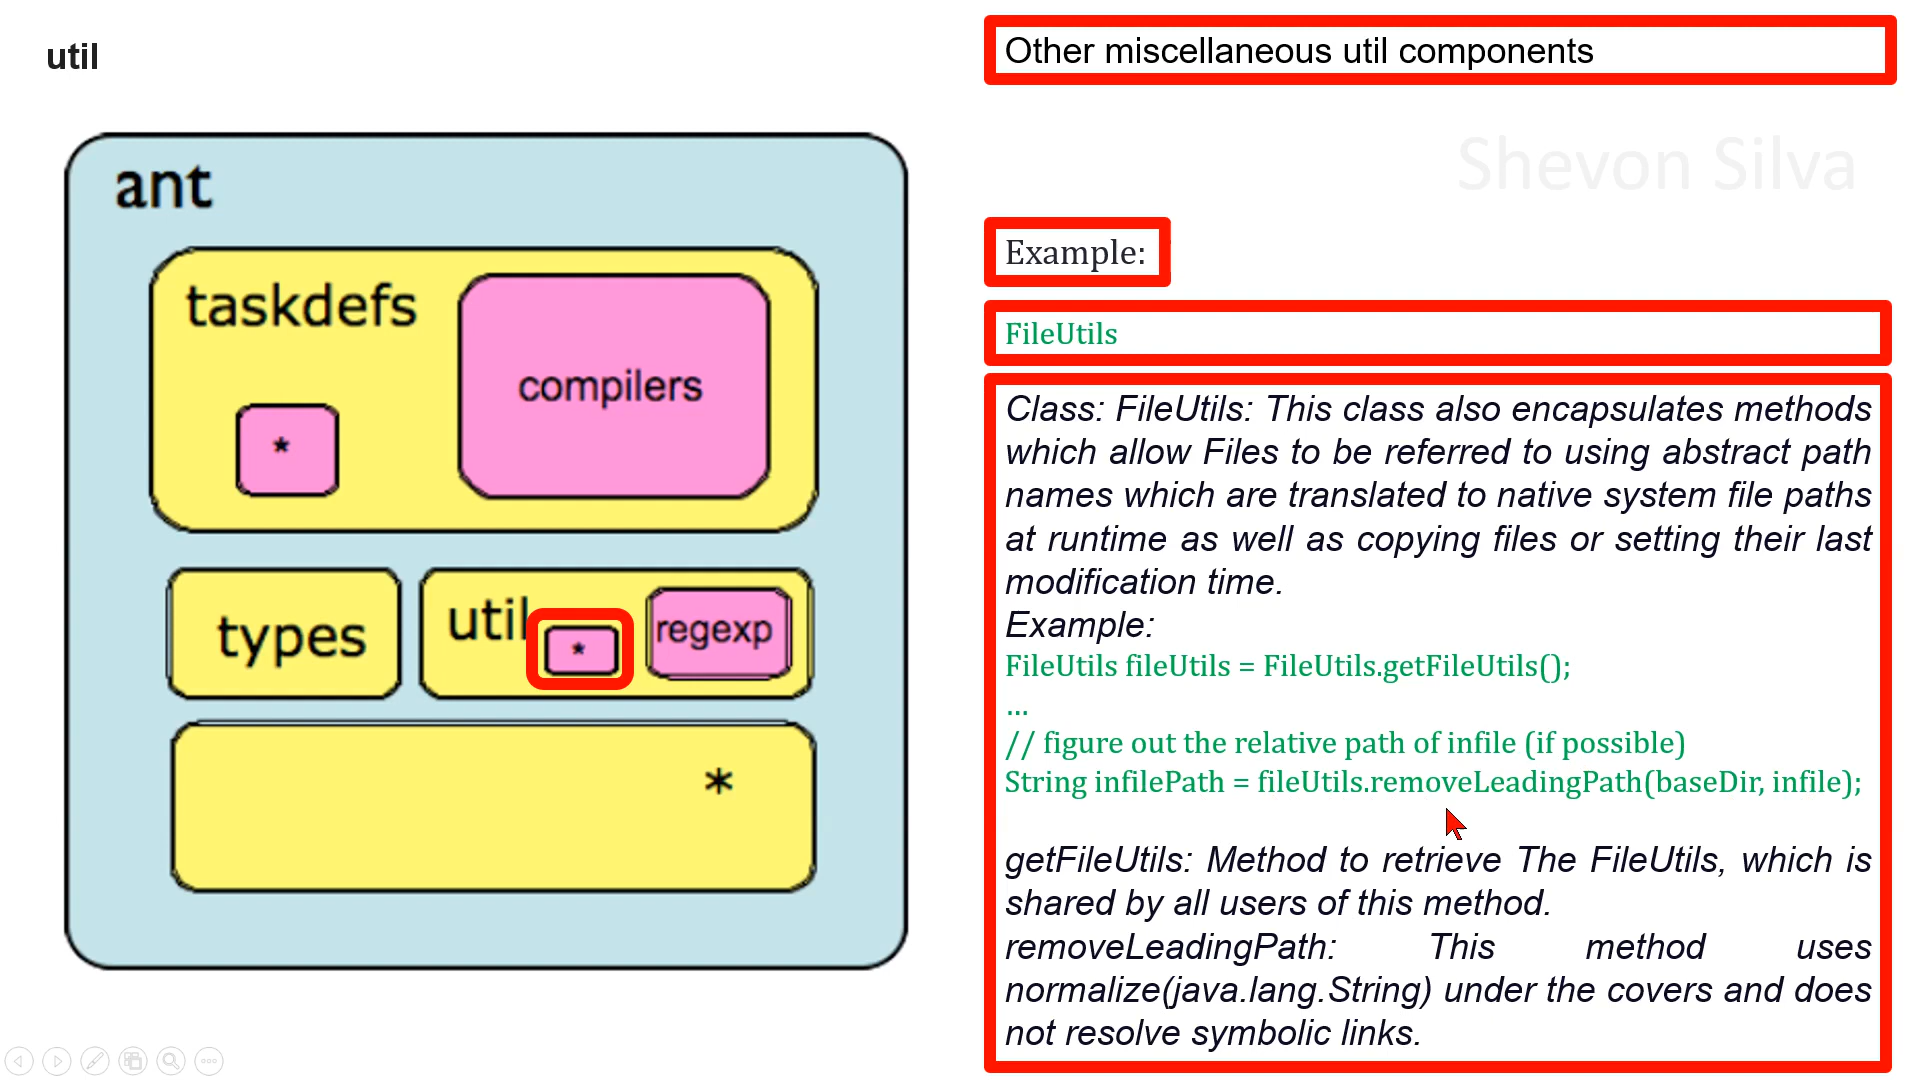 util
Other miscellaneous util components
Shevon Silva
ant
taskdefs
compilers
*
types
util
*
regexp
*
Example:
FileUtils
Class: FileUtils: This class also encapsulates methods
which allow Files to be referred to using abstract path
names which are translated to native system file paths
at runtime as well as copying files or setting their last
modification time.
Example:
FileUtils fileUtils = FileUtils.getFileUtils();
...
// figure out the relative path of infile (if possible)
String infilePath = fileUtils.removeLeadingPath(baseDir, infile);
getFileUtils: Method to retrieve The FileUtils, which is
shared by all users of this method.
removeLeadingPath: This method uses
normalize(java.lang.String) under the covers and does
not resolve symbolic links.